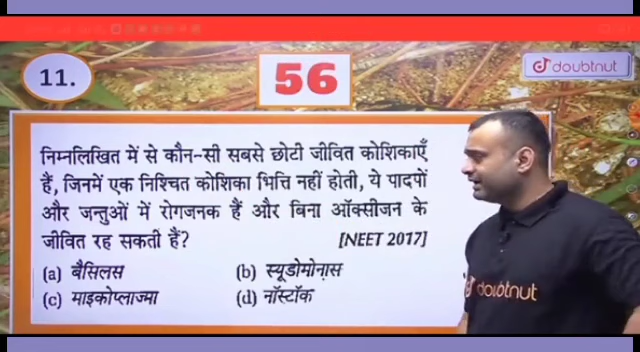 11.
56
doubtnut
निम्नलिखित में से कौन-सी सबसे छोटी जीवित कोशिकाएँ
हैं, जिनमें एक निश्चित कोशिका भित्ति नहीं होती, ये पादपों
और जन्तुओं में रोगजनक हैं और बिना ऑक्सीजन के
जीवित रह सकती हैं? [NEET 2017]
(a) बैसिलस (b) स्यूडोमोनास
(c) माइकोप्लाज्मा (d) नॉस्टॉक
doubtnut